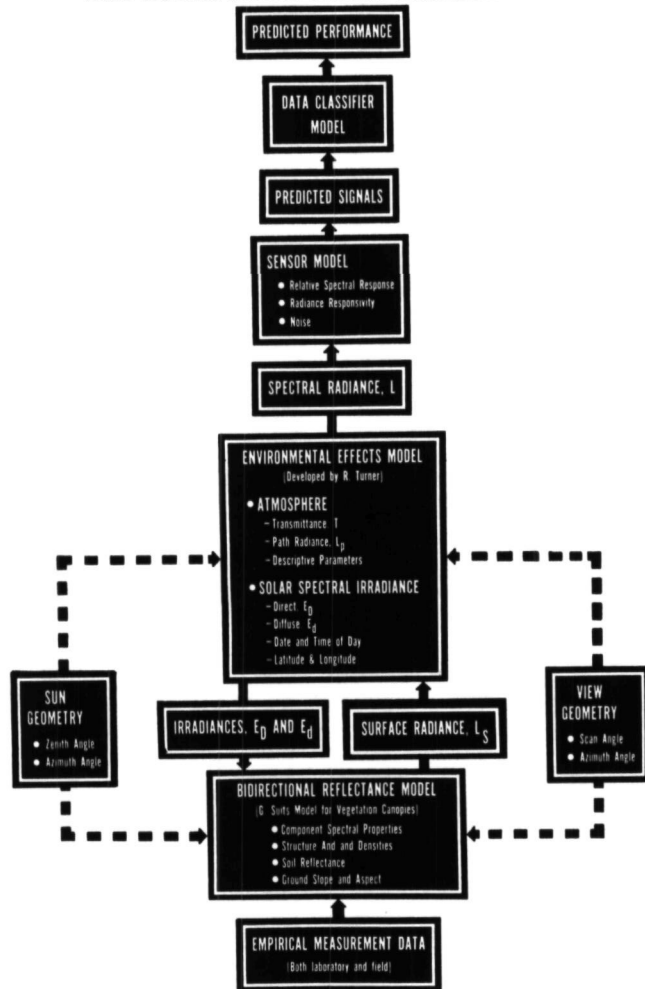 PREDICTED PERFORMANCE
DATA CLASSIFIER
MODEL
PREDICTED SIGNALS
SENSOR MODEL
• Relative Spectral Response
• Radiance Responsivity
• Noise
SPECTRAL RADIANCE, L
ENVIRONMENTAL EFFECTS MODEL
(Developed by R. Turner)
• ATMOSPHERE
– Transmittance, T
– Path Radiance, Lp
– Descriptive Parameters
• SOLAR SPECTRAL IRRADIANCE
– Direct, ED
– Diffuse, Ed
– Date and Time of Day
– Latitude & Longitude
SUN
GEOMETRY
• Zenith Angle
• Azimuth Angle
IRRADIANCES, ED AND Ed
SURFACE RADIANCE, LS
VIEW
GEOMETRY
• Scan Angle
• Azimuth Angle
BIDIRECTIONAL REFLECTANCE MODEL
(G. Suits Model for Vegetation Canopies)
• Component Spectral Properties
• Structure And and Densities
• Soil Reflectance
• Ground Slope and Aspect
EMPIRICAL MEASUREMENT DATA
(Both laboratory and field)